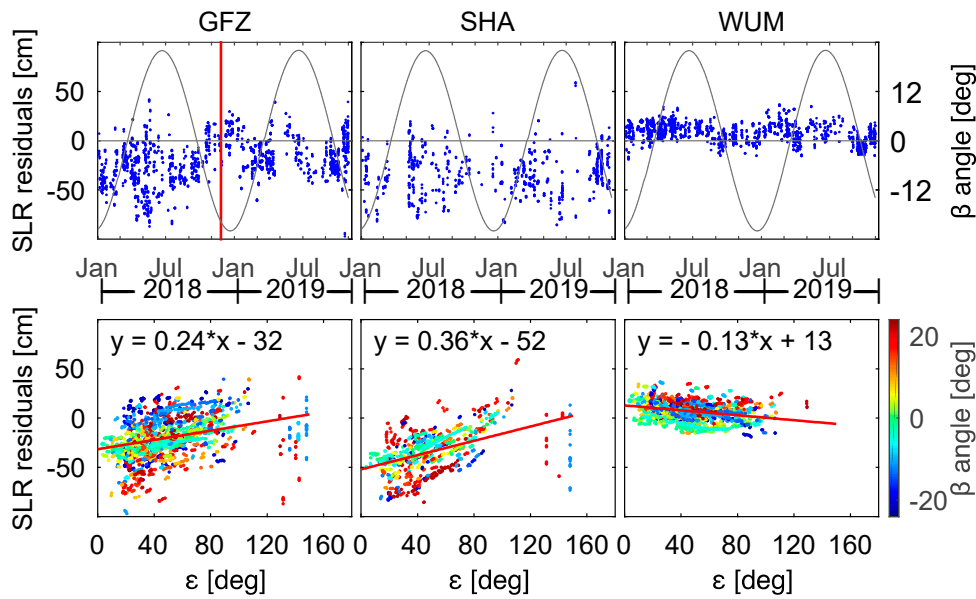 GFZ SHA WUM
SLR residuals [cm]
50
0
-50
12
0
-12
β angle [deg]
Jan Jul Jan Jul Jan Jul Jan Jul Jan Jul Jan Jul
2018 2019 2018 2019 2018 2019
SLR residuals [cm]
50
0
-50
y = 0.24*x - 32 y = 0.36*x - 52 y = - 0.13*x + 13
20
0
-20
β angle [deg]
0 40 80 120 160 0 40 80 120 160 0 40 80 120 160
ε [deg] ε [deg] ε [deg]